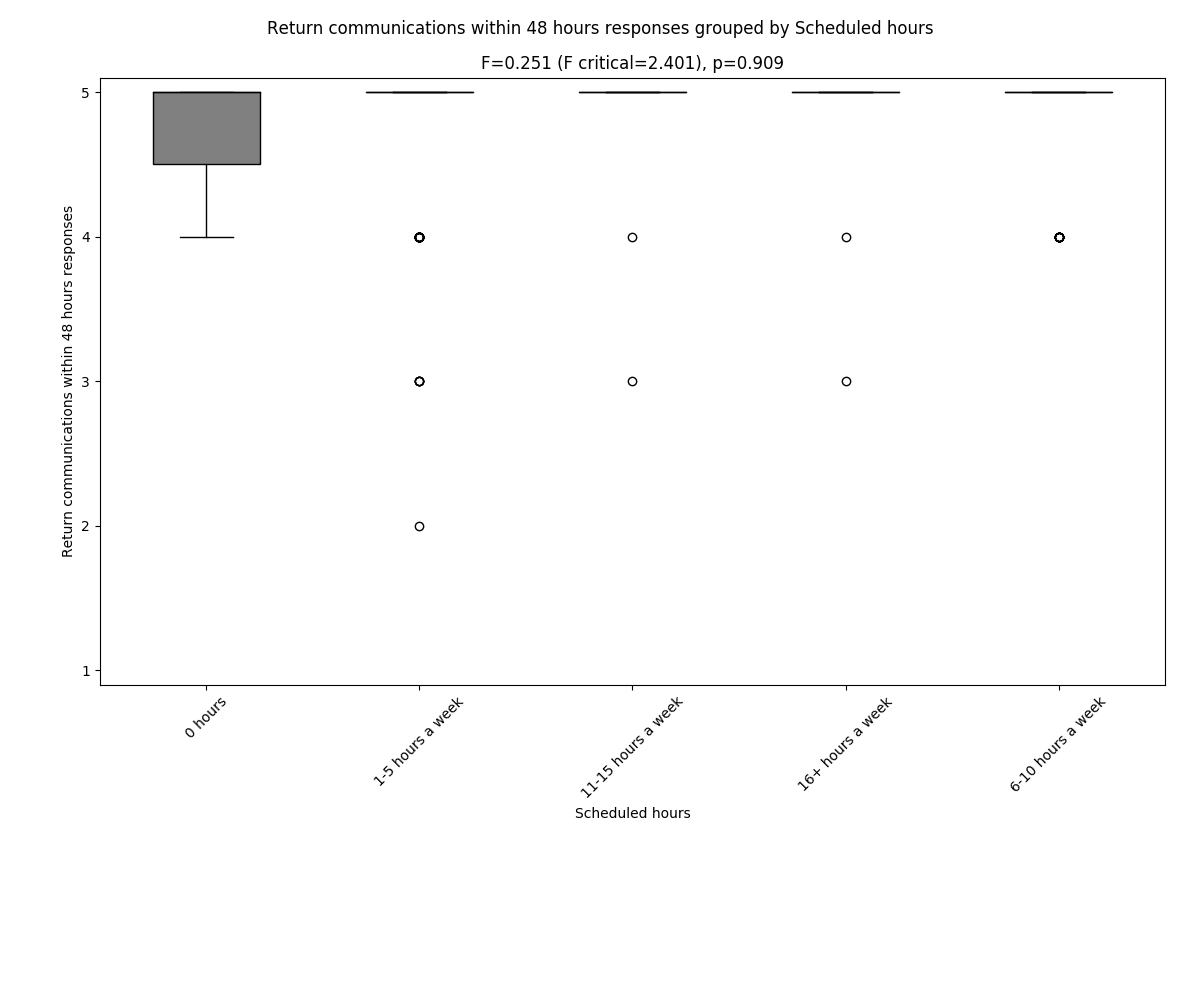 Return communications within 48 hours responses grouped by Scheduled hours
F=0.251 (F critical=2.401), p=0.909
Return communications within 48 hours responses
5
4
3
2
1
0 hours
1-5 hours a week
11-15 hours a week
16+ hours a week
6-10 hours a week
Scheduled hours